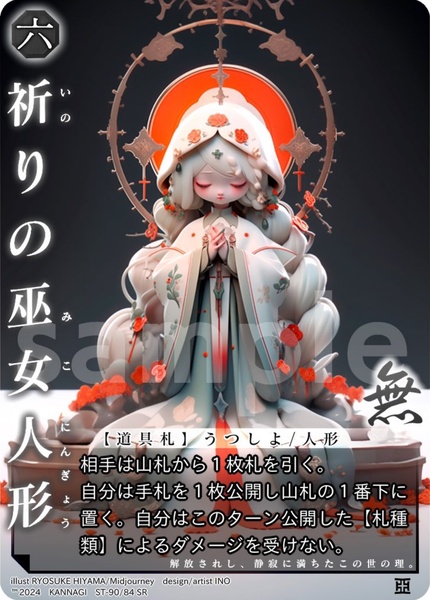 六
祈りの巫女人形
いの
みこ
にんぎょう
sample
無
【道具札】うつしよ/人形
相手は山札から1枚札を引く。
自分は手札を1枚公開し山札の1番下に
置く。自分はこのターン公開した【札種
類】によるダメージを受けない。
解放されし、静寂に満ちたこの世の理。
illust RYOSUKE HIYAMA/Midjourney design/artist INO
™2024 KANNAGI ST-90/84 SR